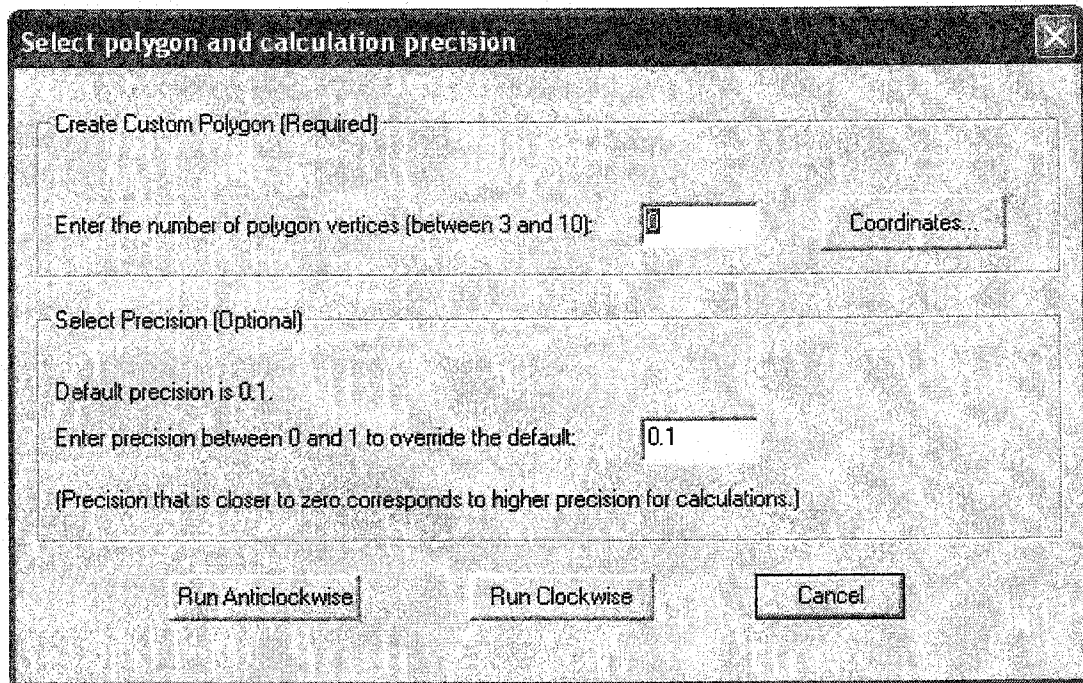 Select polygon and calculation precision
Create Custom Polygon (Required)
Enter the number of polygon vertices (between 3 and 10):
Coordinates...
Select Precision (Optional)
Default precision is 0.1.
Enter precision between 0 and 1 to override the default:
0.1
(Precision that is closer to zero corresponds to higher precision for calculations.)
Run Anticlockwise
Run Clockwise
Cancel